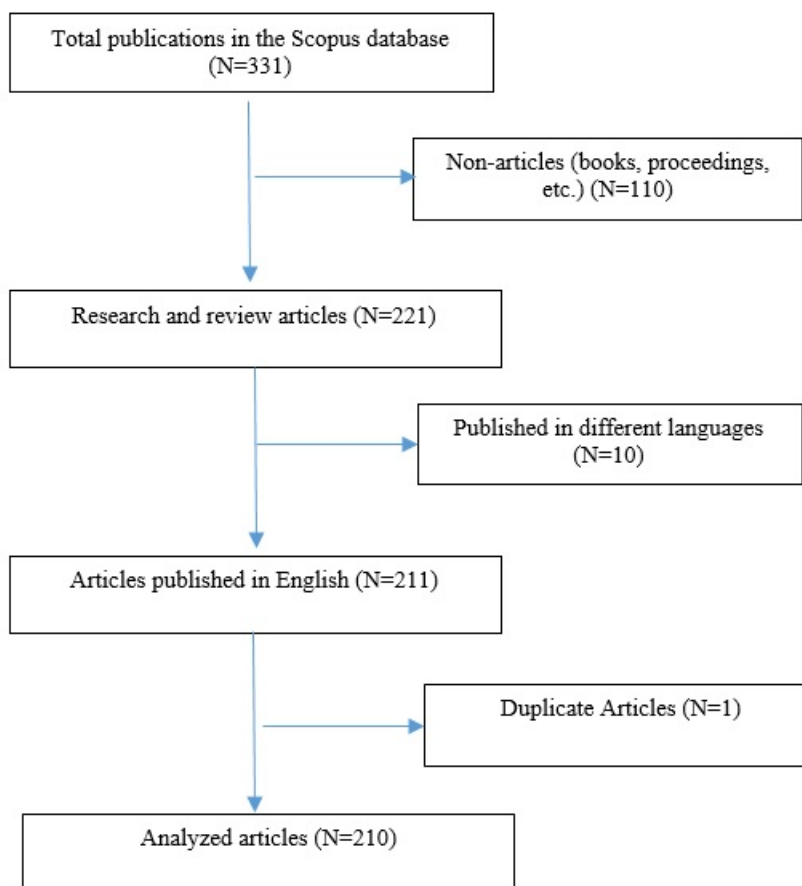 Total publications in the Scopus database
(N=331)
Non-articles (books, proceedings,
etc.) (N=110)
Research and review articles (N=221)
Published in different languages
(N=10)
Articles published in English (N=211)
Duplicate Articles (N=1)
Analyzed articles (N=210)